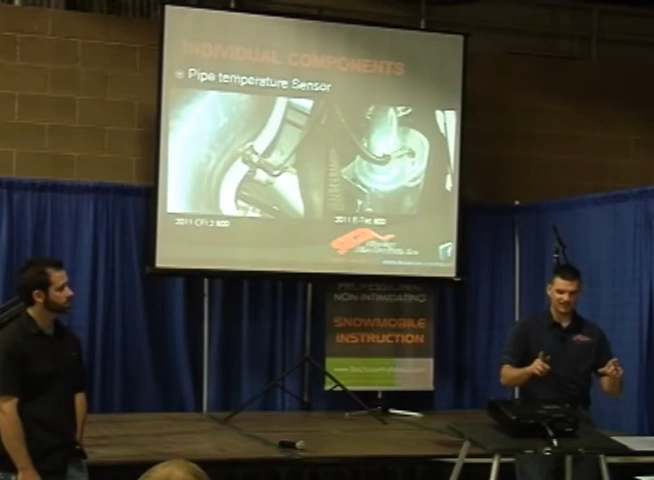 INDIVIDUAL COMPONENTS
Pipe temperature Sensor
2011 CFI 2 800
2011 E-Tec 800
PROFESSIONAL
NON INTIMIDATING
SNOWMOBILE
INSTRUCTION